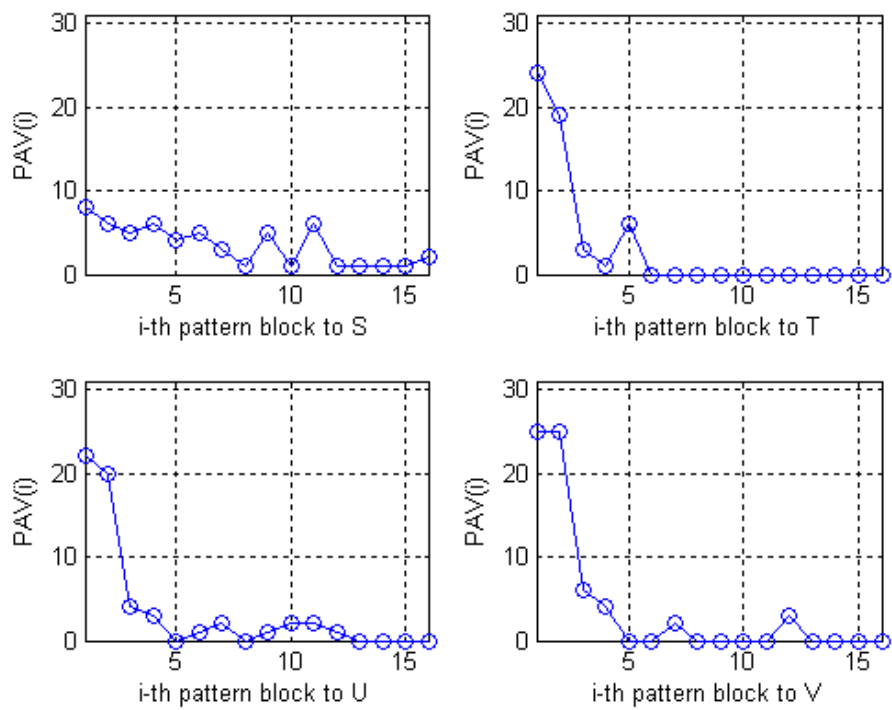 30
20
10
0
PAV(i)
5 10 15
i-th pattern block to S
30
20
10
0
PAV(i)
5 10 15
i-th pattern block to T
30
20
10
0
PAV(i)
5 10 15
i-th pattern block to U
30
20
10
0
PAV(i)
5 10 15
i-th pattern block to V